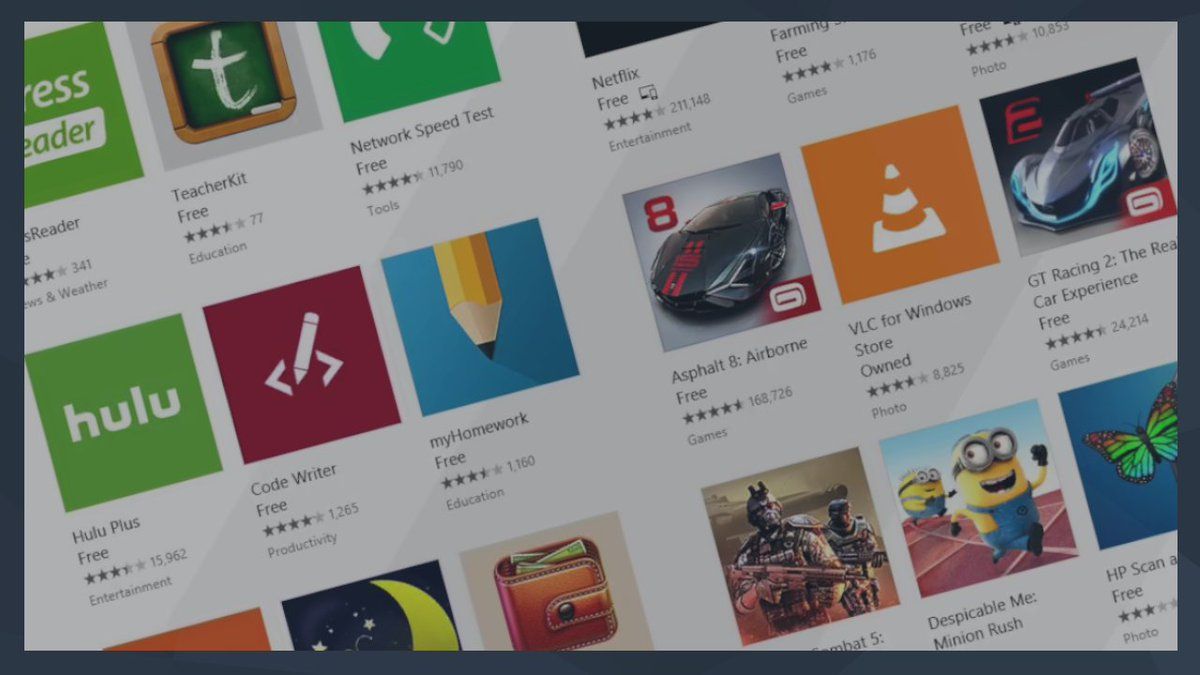 ress
eader
sReader
341
ws & Weather
t
TeacherKit
Free
77
Education
Network Speed Test
Free
11,790
Tools
hulu
Hulu Plus
Free
15,962
Entertainment
Code Writer
Free
1,265
Productivity
myHomework
Free
1,160
Education
Netflix
Free
211,148
Entertainment
Farming
Free
1,176
Games
Free
10,853
Photo
8
Asphalt 8: Airborne
Free
168,726
Games
VLC for Windows
Store
Owned
8,825
Photo
GT Racing 2: The Rea
Car Experience
Free
24,214
Games
ombat 5:
Despicable Me:
Minion Rush
HP Scan a
Free
Photo